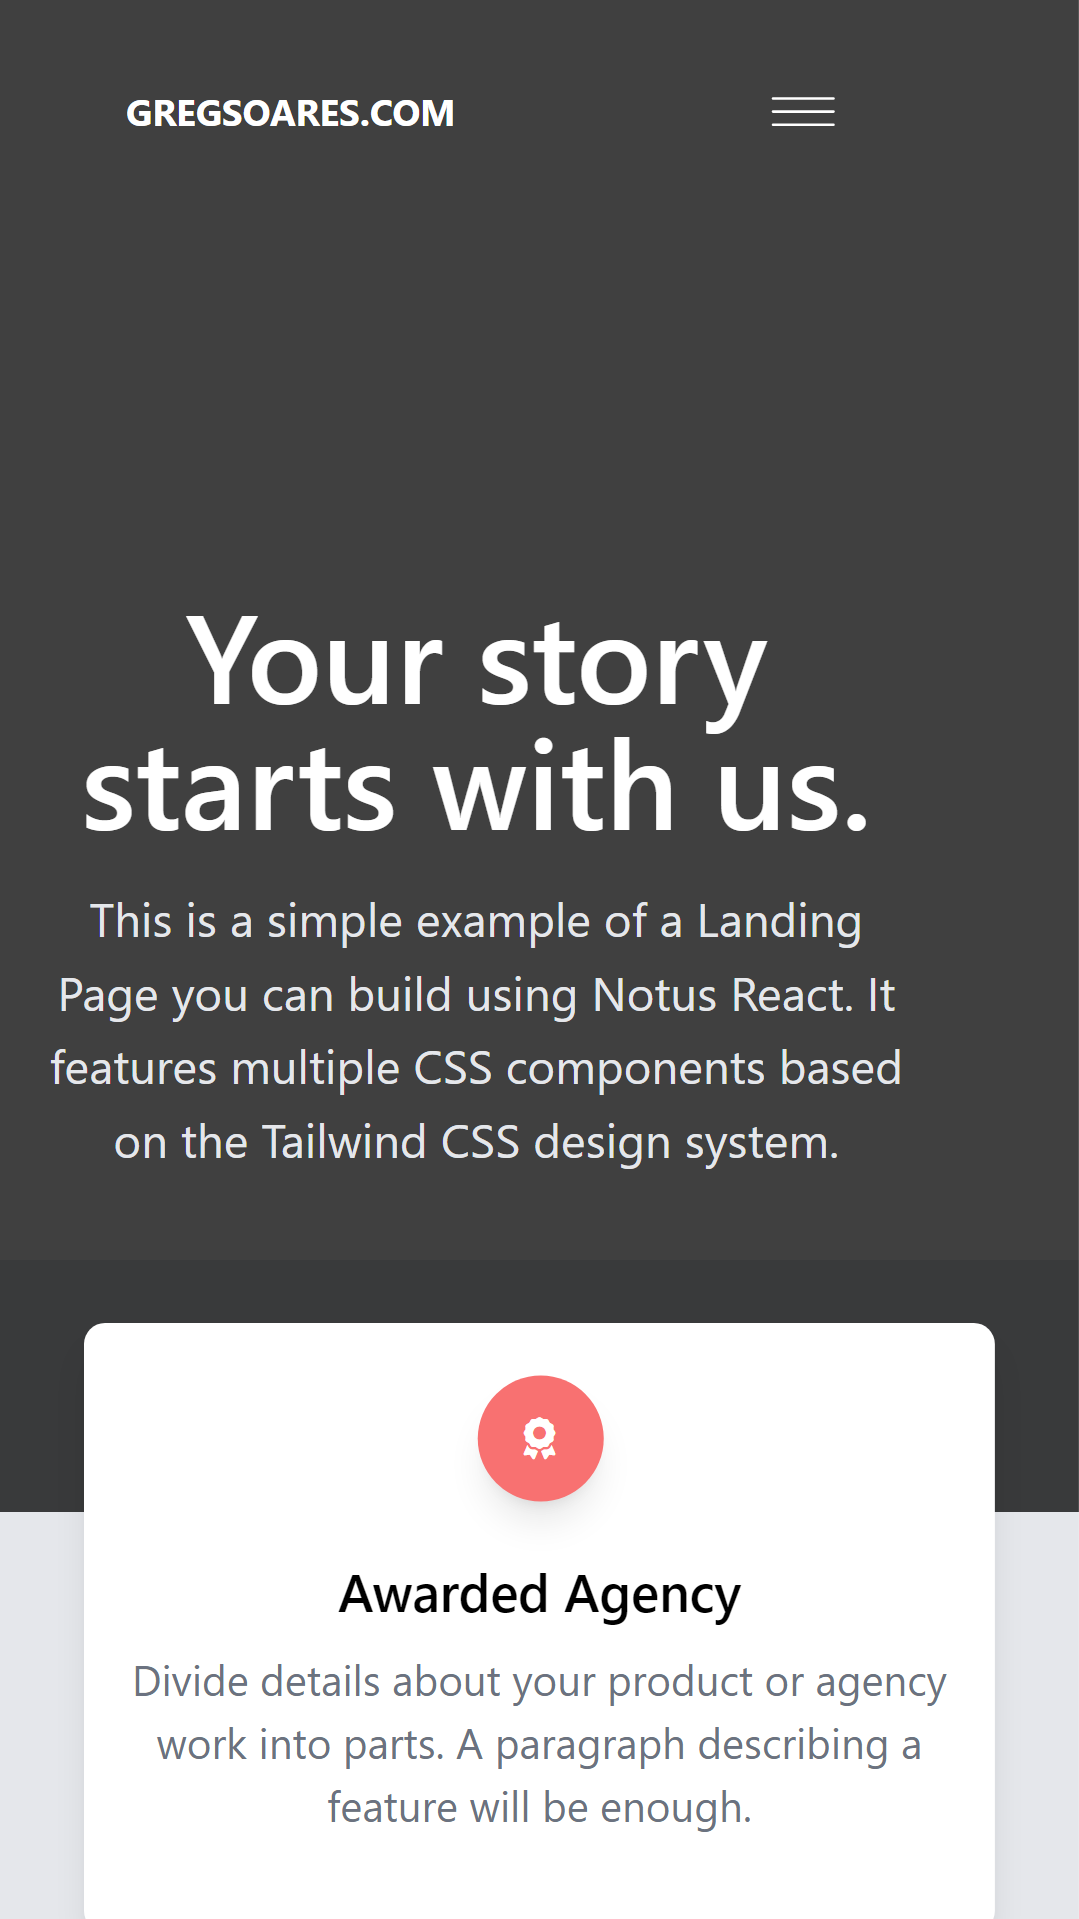 GREGSOARES.COM
Your story
starts with us.
This is a simple example of a Landing
Page you can build using Notus React. It
features multiple CSS components based
on the Tailwind CSS design system.
Awarded Agency
Divide details about your product or agency
work into parts. A paragraph describing a
feature will be enough.